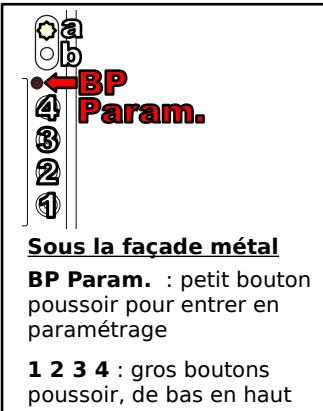 a
b
BP
4 Param.
3
2
1
Sous la façade métal
BP Param. : petit bouton
poussoir pour entrer en
paramétrage
1 2 3 4 : gros boutons
poussoir, de bas en haut